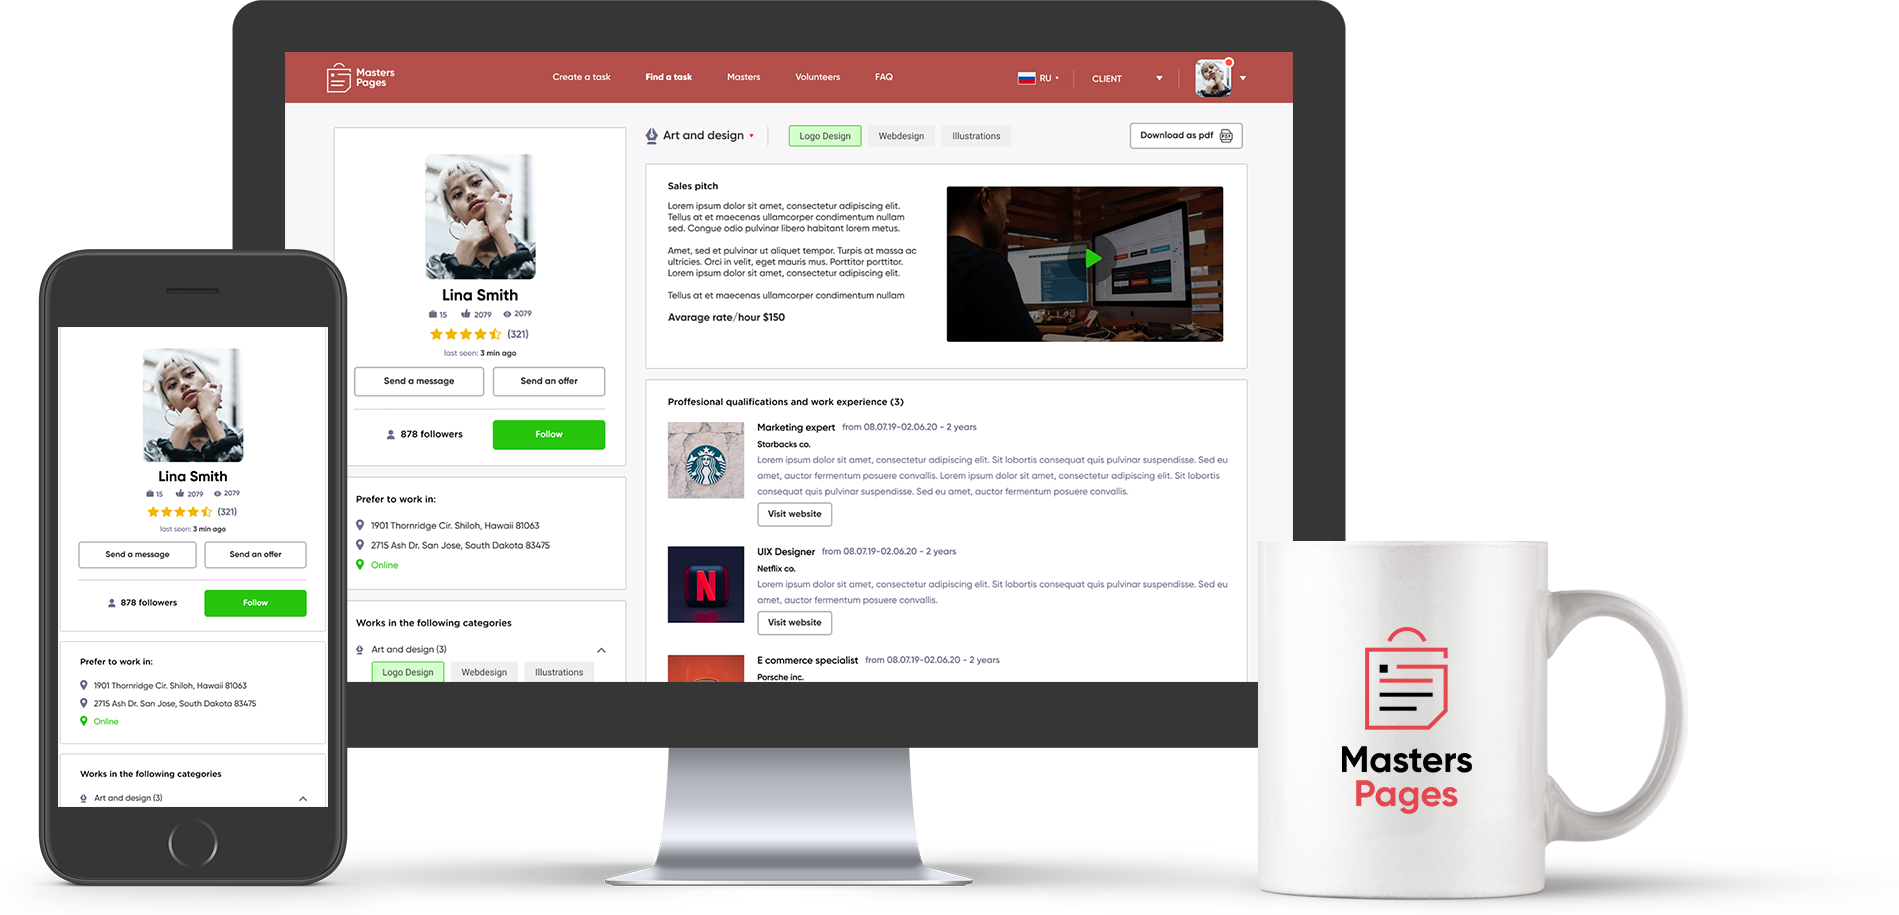 Masters
Pages
Create a task
Find a task
Masters
Volunteers
FAQ
RU
CLIENT
Lina Smith
15
2079
2079
(321)
last seen: 3 min ago
Send a message
Send an offer
878 followers
Follow
Prefer to work in:
1901 Thornridge Cir. Shiloh, Hawaii 81063
2715 Ash Dr. San Jose, South Dakota 83475
Online
Works in the following categories
Art and design (3)
Logo Design
Webdesign
Illustrations
Art and design
Logo Design
Webdesign
Illustrations
Download as pdf
PDF
Sales pitch
Lorem ipsum dolor sit amet, consectetur adipiscing elit.
Tellus at et maecenas ullamcorper condimentum nullam
sed. Congue odio pulvinar libero habitant lorem metus.
Amet, sed et pulvinar ut aliquet tempor. Turpis at massa ac
ultricies. Orci in velit, eget mauris mus. Porttitor porttitor.
Lorem ipsum dolor sit amet, consectetur adipiscing elit.
Tellus at et maecenas ullamcorper condimentum nullam
Avarage rate/hour $150
Proffesional qualifications and work experience (3)
Marketing expert from 08.07.19-02.06.20 - 2 years
Starbacks co.
Lorem ipsum dolor sit amet, consectetur adipiscing elit. Sit lobortis consequat quis pulvinar suspendisse. Sed eu
amet, auctor fermentum posuere convallis. Lorem ipsum dolor sit amet, consectetur adipiscing elit. Sit lobortis
consequat quis pulvinar suspendisse. Sed eu amet, auctor fermentum posuere convallis.
Visit website
N
UIX Designer from 08.07.19-02.06.20 - 2 years
Netflix co.
Lorem ipsum dolor sit amet, consectetur adipiscing elit. Sit lobortis consequat quis pulvinar suspendisse. Sed eu
amet, auctor fermentum posuere convallis.
Visit website
E commerce specialist from 08.07.19-02.06.20 - 2 years
Porsche inc.
Lina Smith
15
2079
2079
(321)
last seen: 3 min ago
Send a message
Send an offer
878 followers
Follow
Prefer to work in:
1901 Thornridge Cir. Shiloh, Hawaii 81063
2715 Ash Dr. San Jose, South Dakota 83475
Online
Works in the following categories
Art and design (3)
Masters
Pages